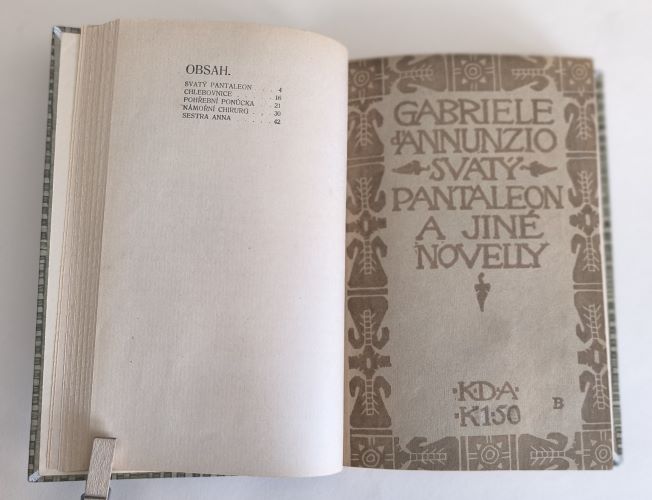 OBSAH.
SVATÝ PANTALEON . . . 4
CHLEBOVNICE . . . . 16
POHŘEBNÍ PONŮCKA . 21
NÁMOŘNÍ CHIRURG . . 30
SESTRA ANNA . . . . . 42
GABRIELE
D'ANNUNZIO
SVATÝ
PANTALEON
A JINÉ
NOVELLY
·K·D·A·
·K1·50
B